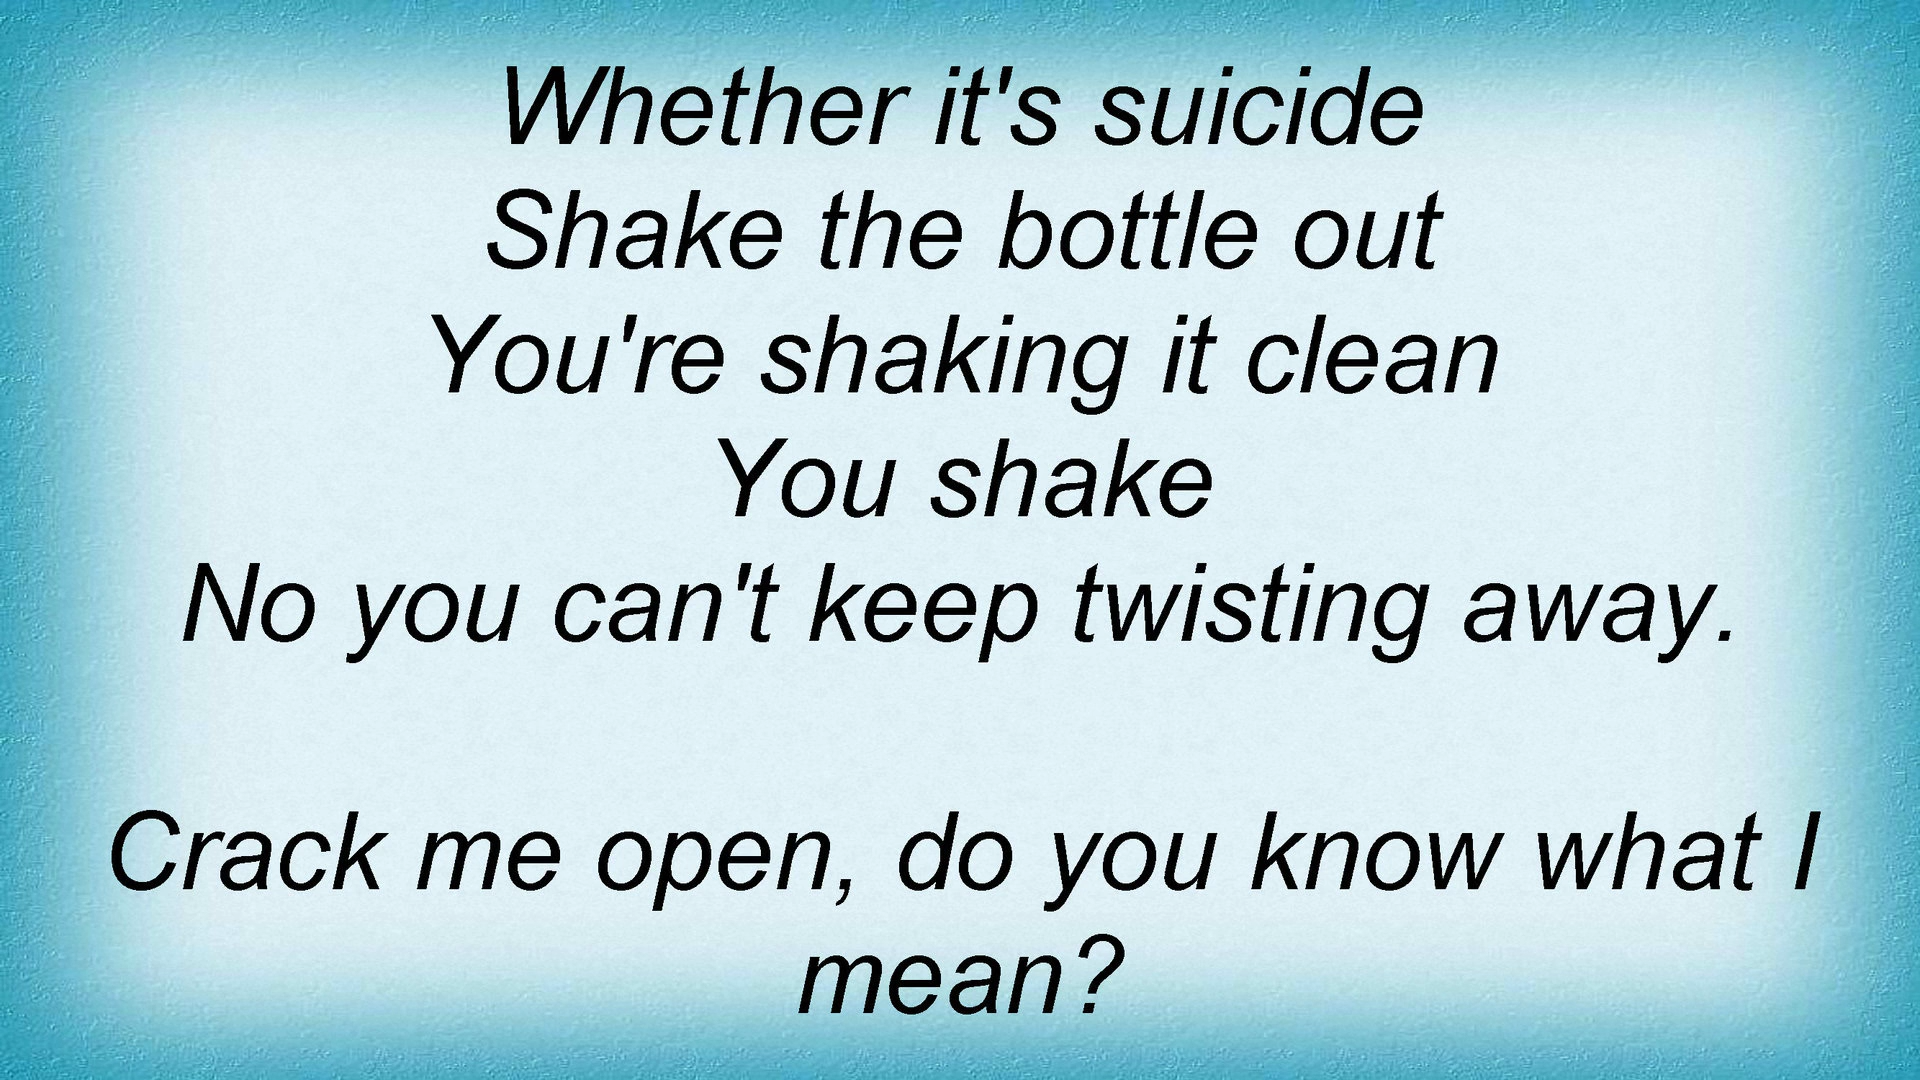 Whether it's suicide
Shake the bottle out
You're shaking it clean
You shake
No you can't keep twisting away.
Crack me open, do you know what I
mean?